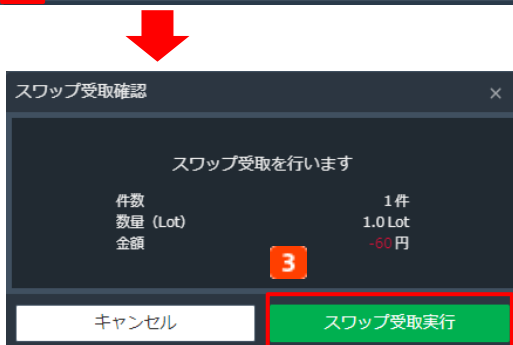 スワップ受取確認 ×
スワップ受取を行います
件数 1件
数量（Lot） 1.0 Lot
金額 -60 円
3
キャンセル スワップ受取実行